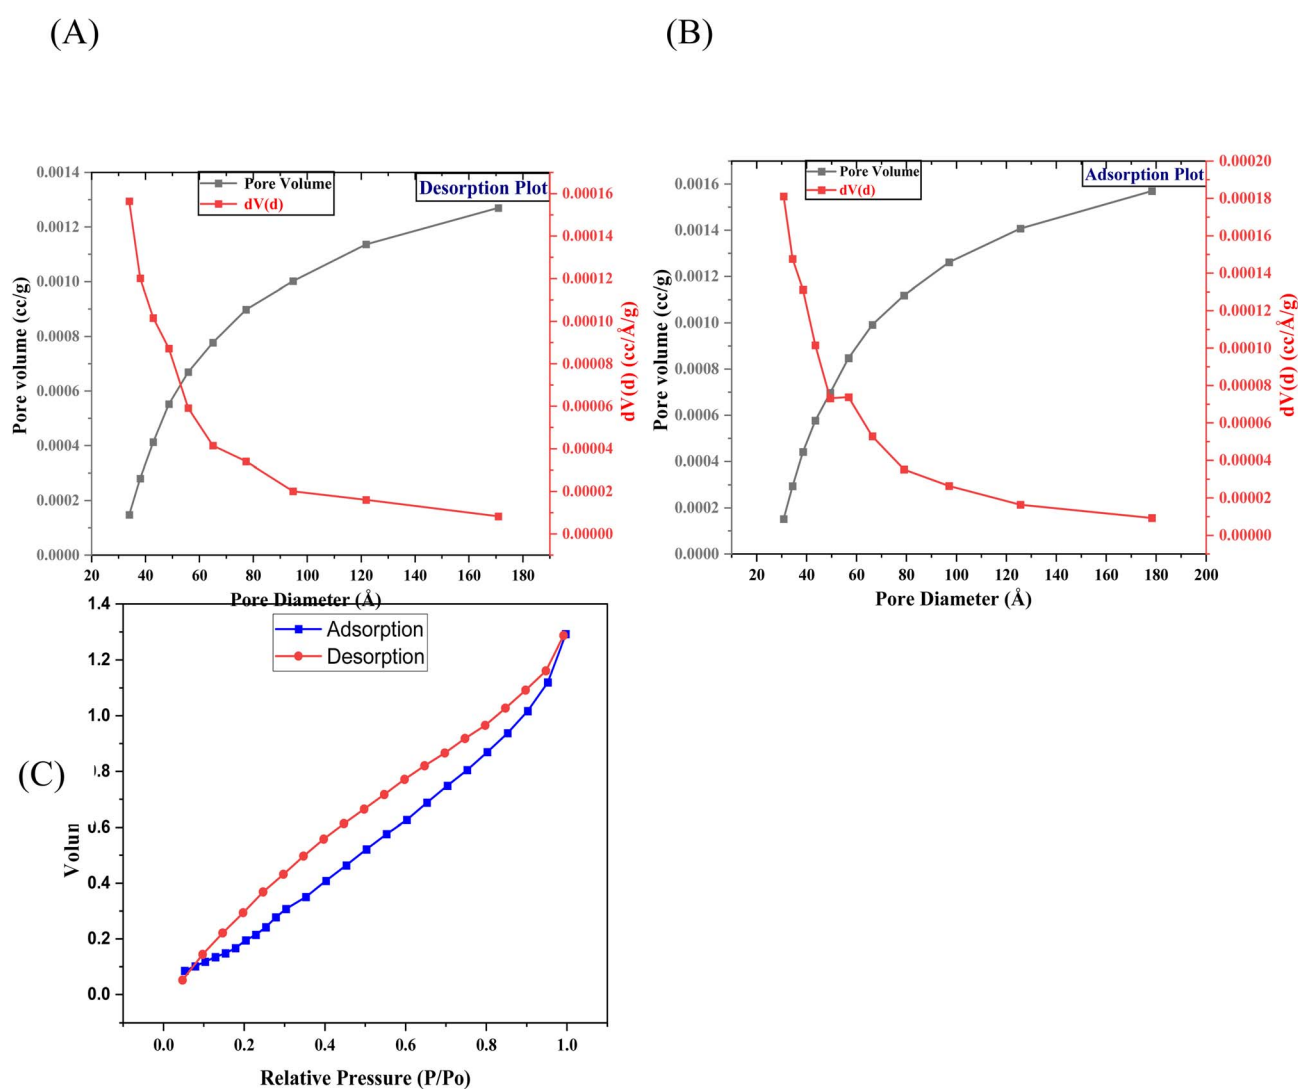 (A)
(B)
Pore Volume
dV(d)
Desorption Plot
0.0014
0.0012
0.0010
0.0008
0.0006
0.0004
0.0002
0.0000
Pore volume (cc/g)
0.00016
0.00014
0.00012
0.00010
0.00008
0.00006
0.00004
0.00002
0.00000
dV(d) (cc/Å/g)
20 40 60 80 100 120 140 160 180
Pore Diameter (Å)
Pore Volume
dV(d)
Adsorption Plot
0.0016
0.0014
0.0012
0.0010
0.0008
0.0006
0.0004
0.0002
0.0000
Pore volume (cc/g)
0.00020
0.00018
0.00016
0.00014
0.00012
0.00010
0.00008
0.00006
0.00004
0.00002
0.00000
dV(d) (cc/Å/g)
20 40 60 80 100 120 140 160 180 200
Pore Diameter (Å)
(C)
Adsorption
Desorption
1.4
1.2
1.0
0.4
0.2
0.0
0.0 0.2 0.4 0.6 0.8 1.0
Relative Pressure (P/Po)